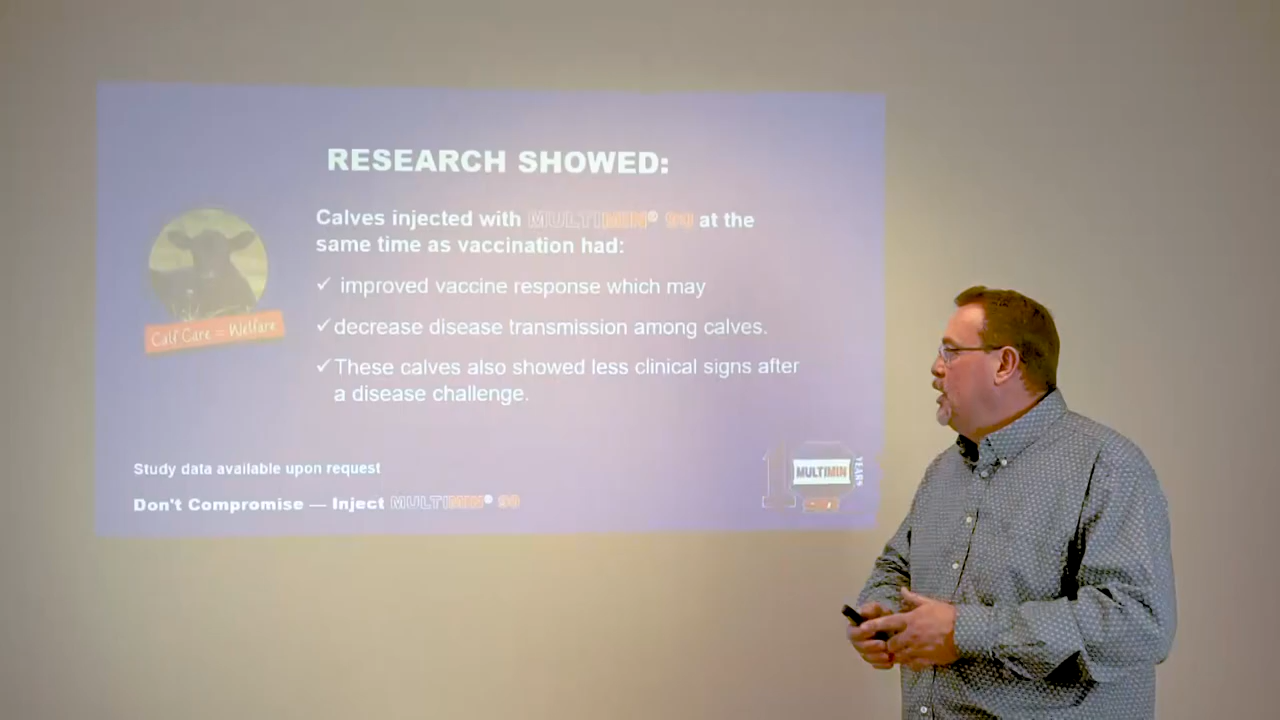 RESEARCH SHOWED:
Calves injected with MULTIMIN® 90 at the
same time as vaccination had:
✓ improved vaccine response which may
✓ decrease disease transmission among calves.
✓ These calves also showed less clinical signs after
a disease challenge.
Calf Care = Welfare
Study data available upon request
Don't Compromise — Inject MULTIMIN® 90
MULTIMIN
YEARS